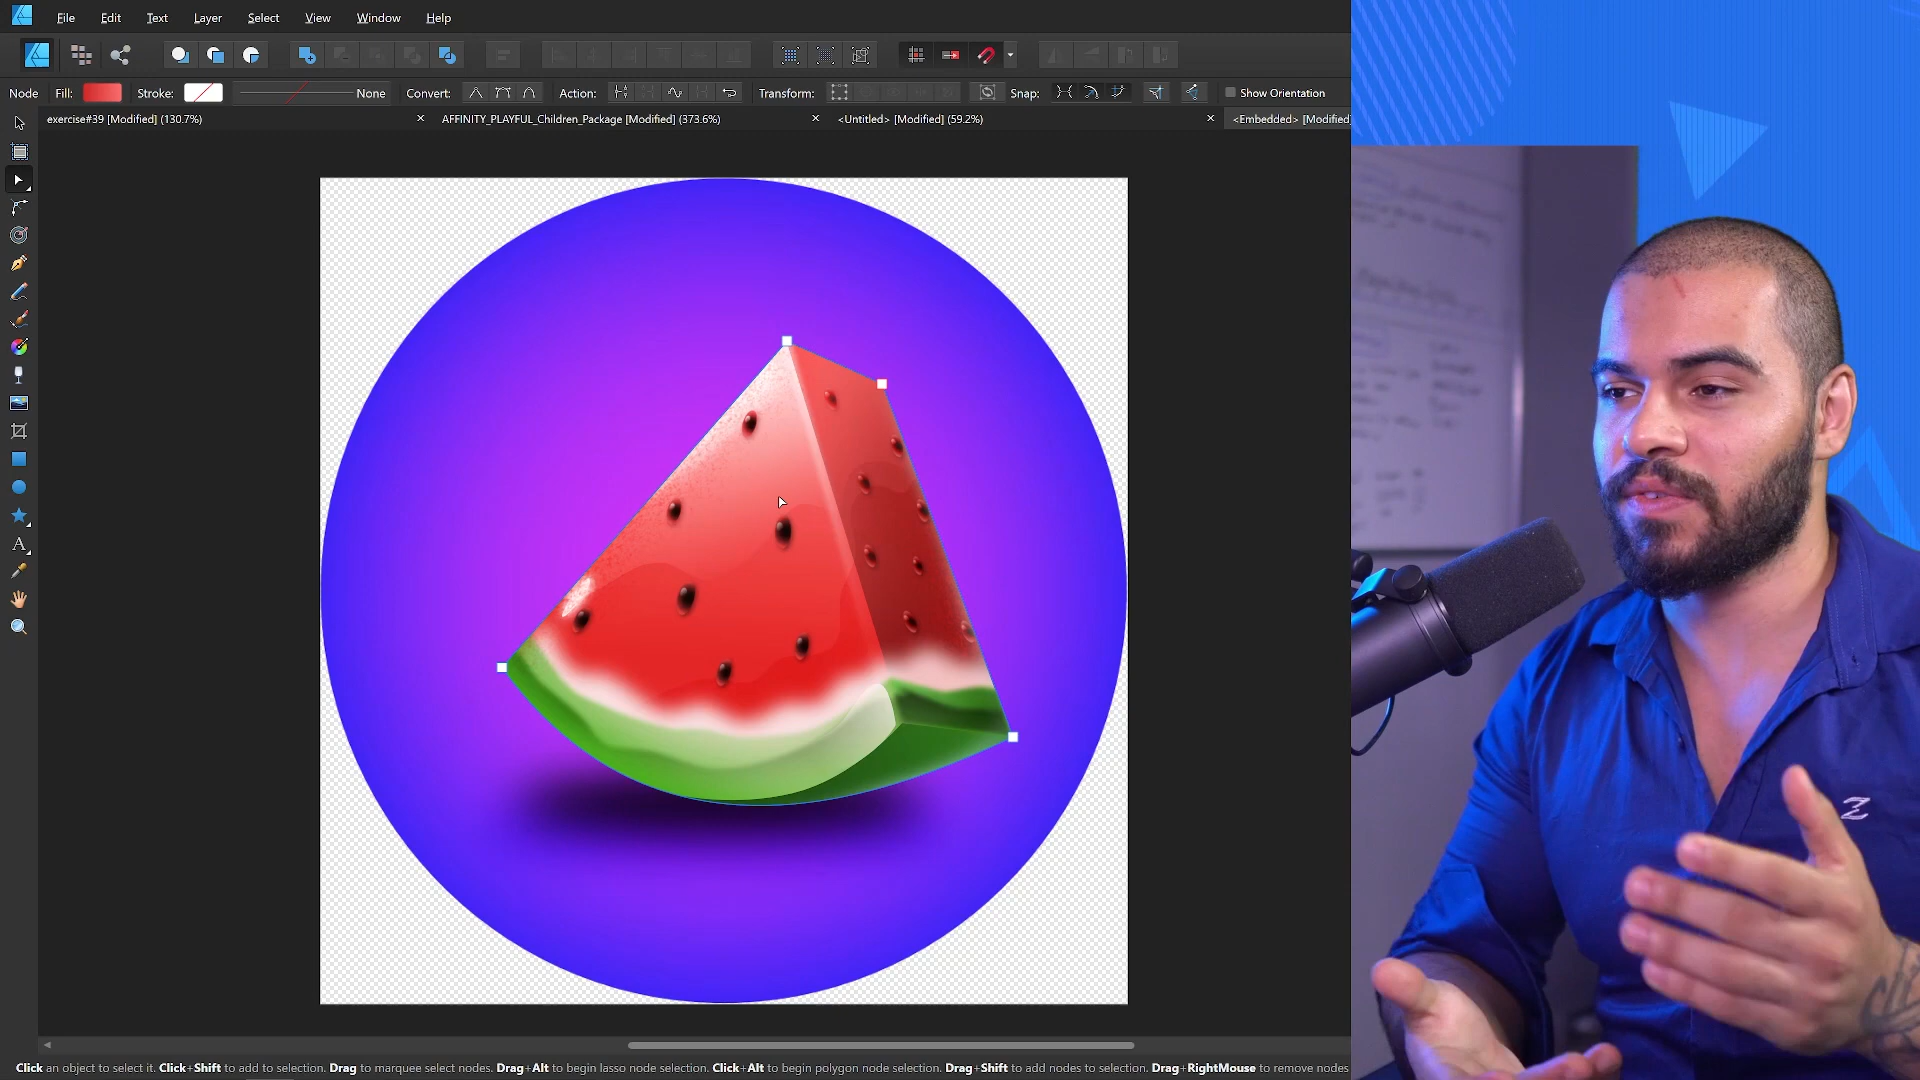 File Edit Text Layer Select View Window Help
Node Fill: Stroke: None Convert: Action: Transform: Snap: Show Orientation
exercise#39 [Modified] (130.7%) AFFINITY_PLAYFUL_Children_Package [Modified] (373.6%) <Untitled> [Modified] (59.2%) <Embedded> [Modified]
A
Click an object to select it. Click+Shift to add to selection. Drag to marquee select nodes. Drag+Alt to begin lasso node selection. Click+Alt to begin polygon node selection. Drag+Shift to add nodes to selection. Drag+RightMouse to remove nodes